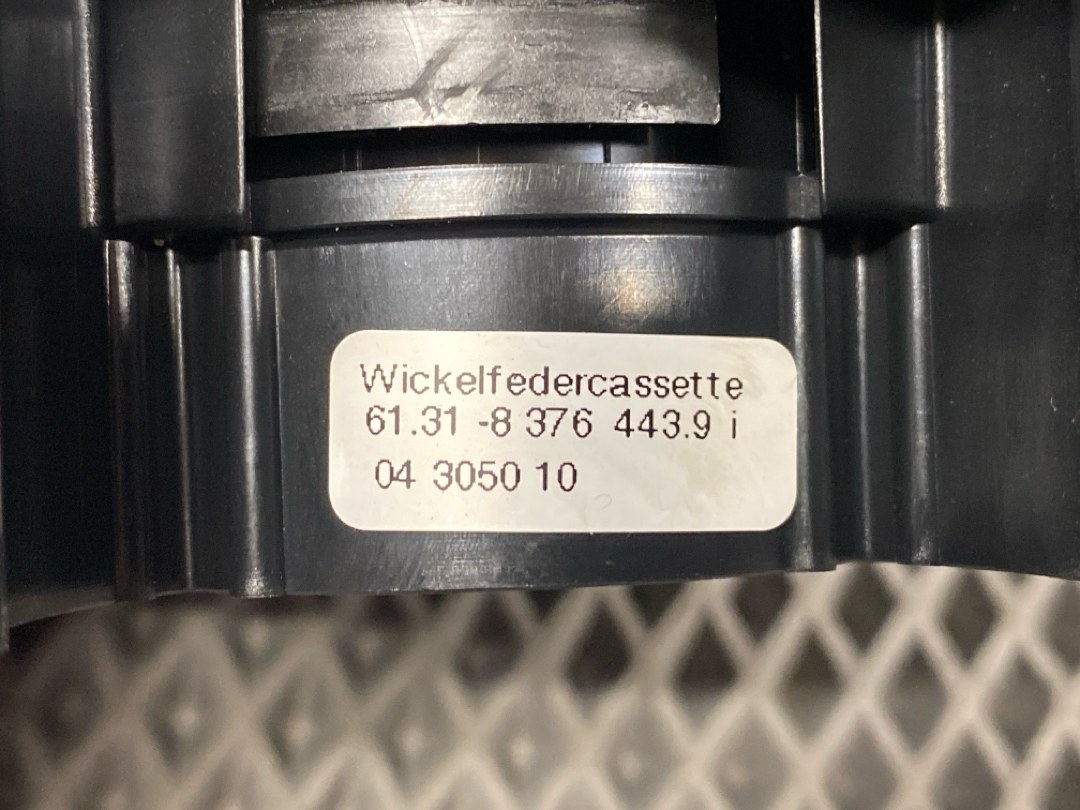 Wickelfedercassette
61.31 -8 376 443.9 i
04 3050 10